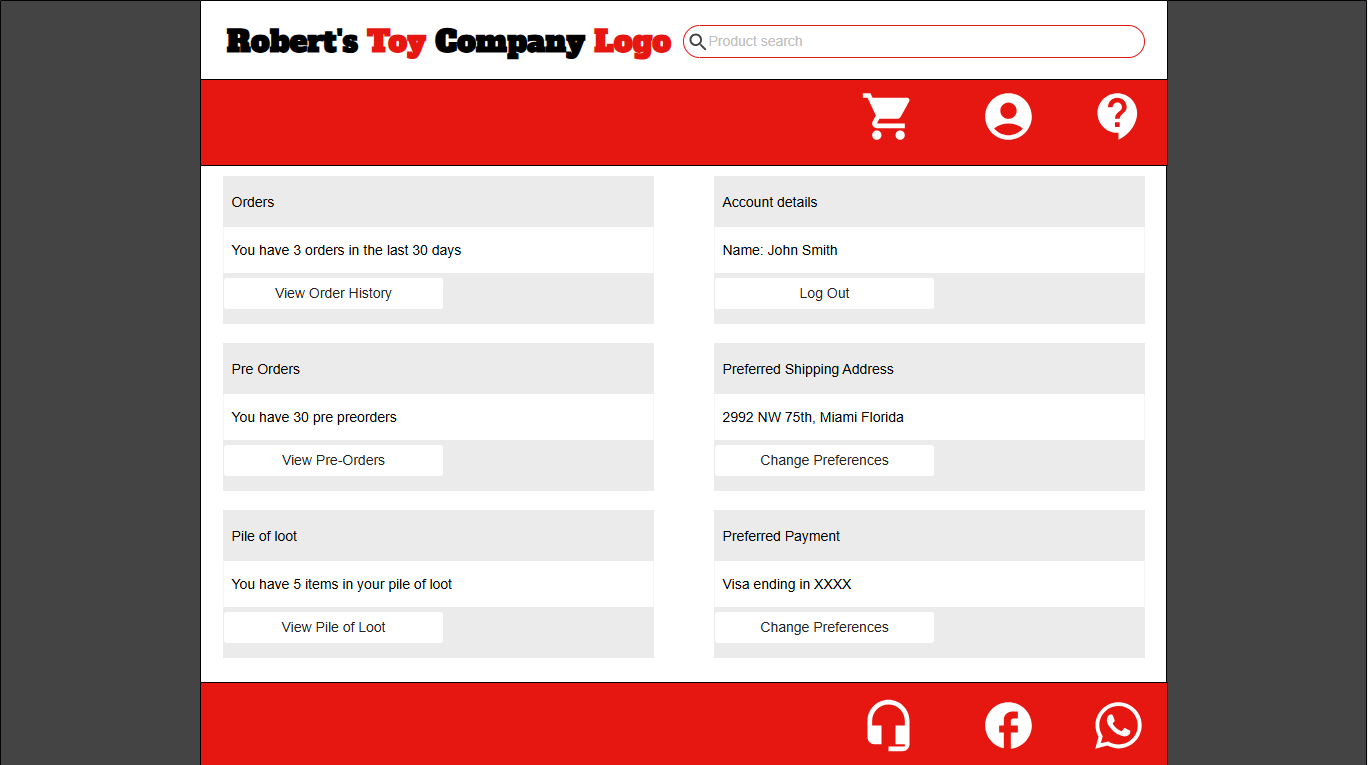 Robert's Toy Company Logo
Product search
Orders
You have 3 orders in the last 30 days
View Order History
Account details
Name: John Smith
Log Out
Pre Orders
You have 30 pre preorders
View Pre-Orders
Preferred Shipping Address
2992 NW 75th, Miami Florida
Change Preferences
Pile of loot
You have 5 items in your pile of loot
View Pile of Loot
Preferred Payment
Visa ending in XXXX
Change Preferences